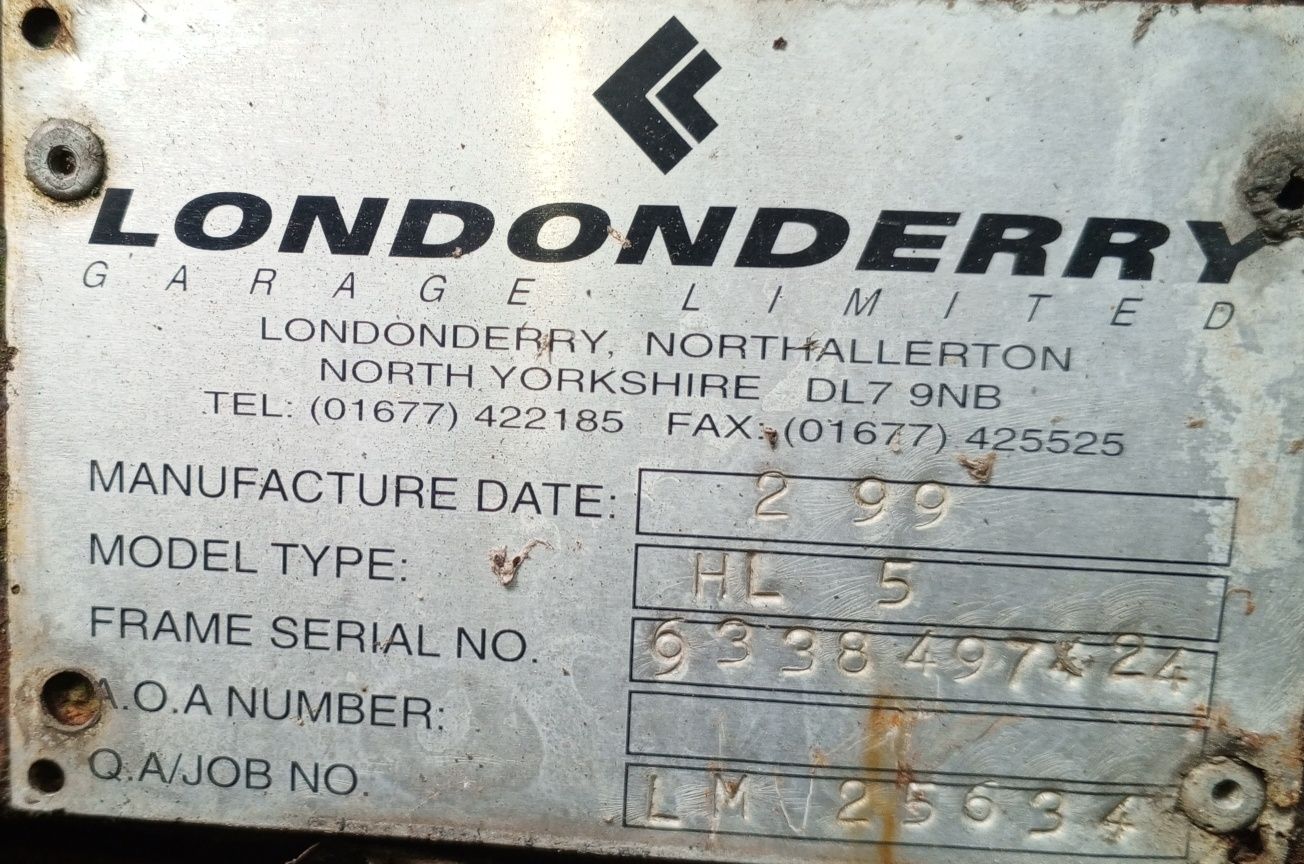 LONDONDERRY
GARAGE LIMITED
LONDONDERRY, NORTHALLERTON
NORTH YORKSHIRE DL7 9NB
TEL: (01677) 422185 FAX: (01677) 425525
MANUFACTURE DATE: 2 99
MODEL TYPE: HL 5
FRAME SERIAL NO.
A.O.A NUMBER:
Q.A/JOB NO. LM 25634